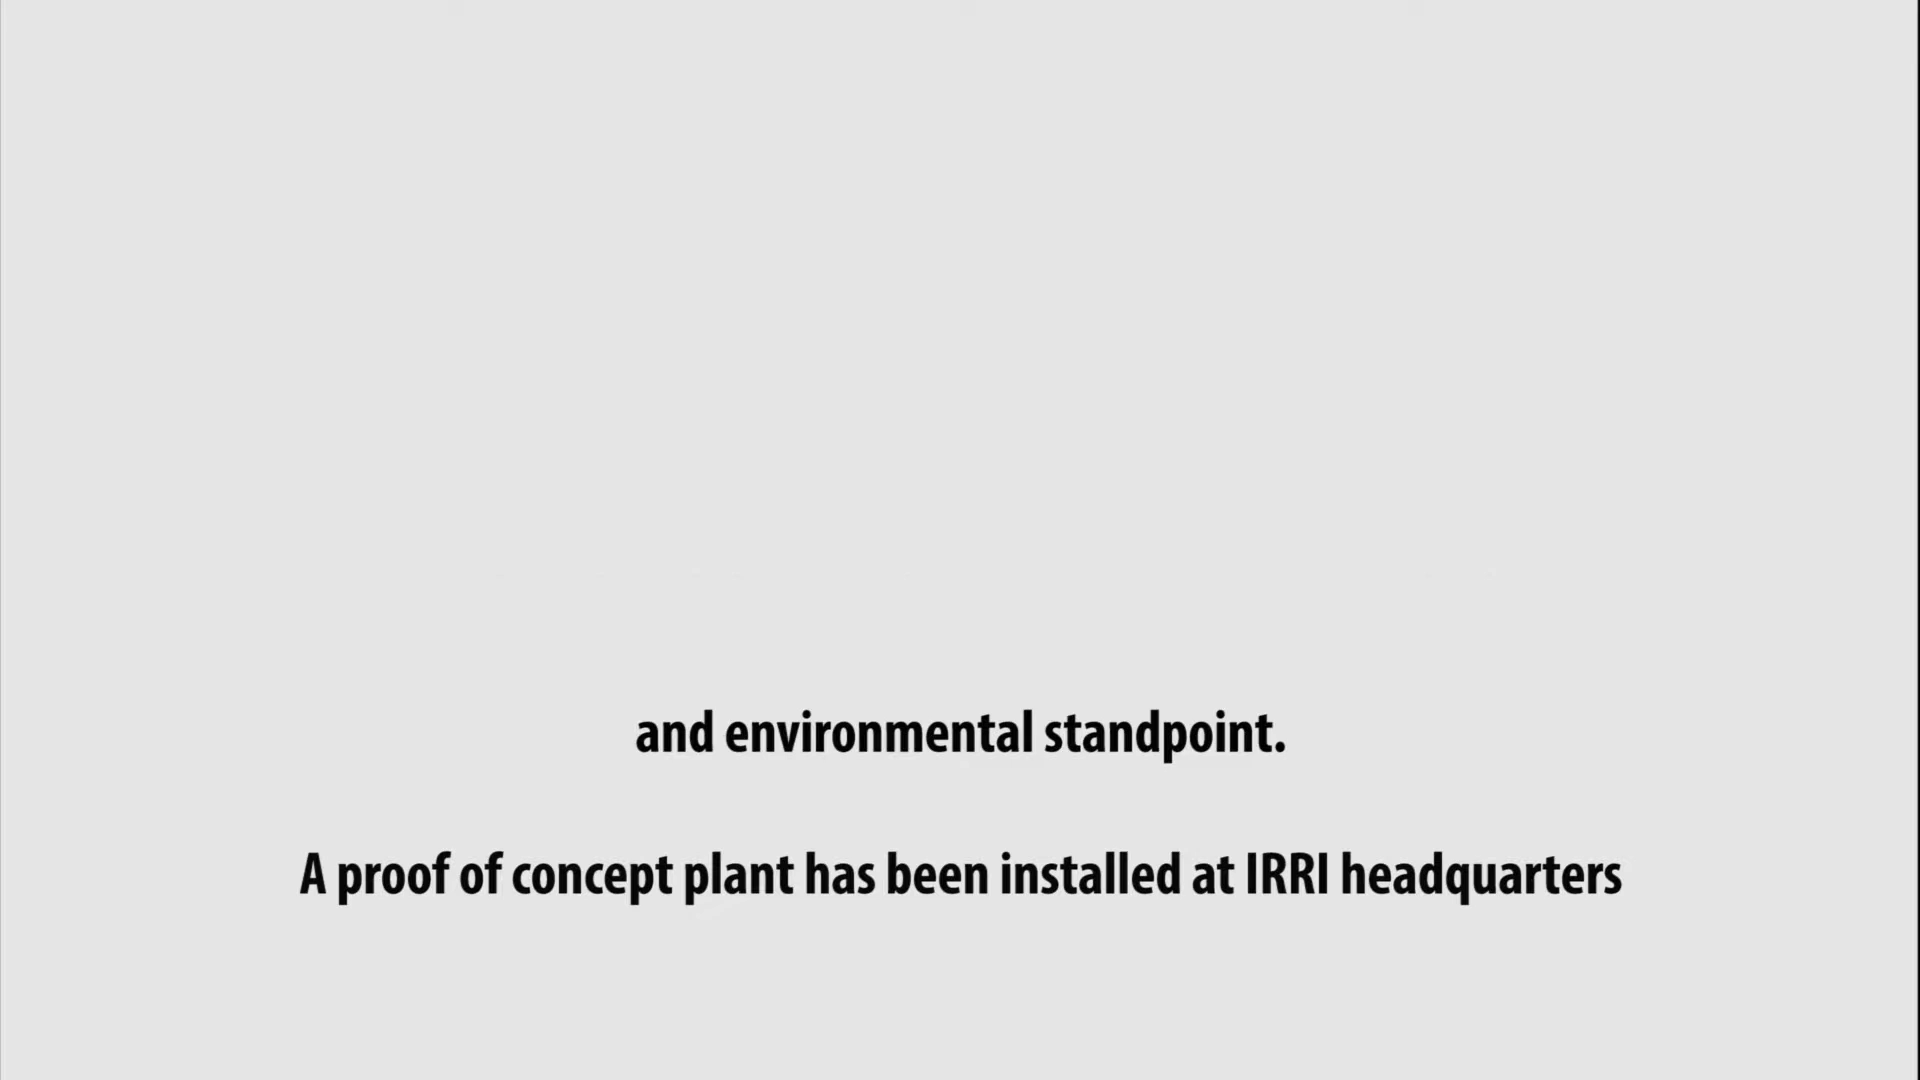 and environmental standpoint.
A proof of concept plant has been installed at IRRI headquarters